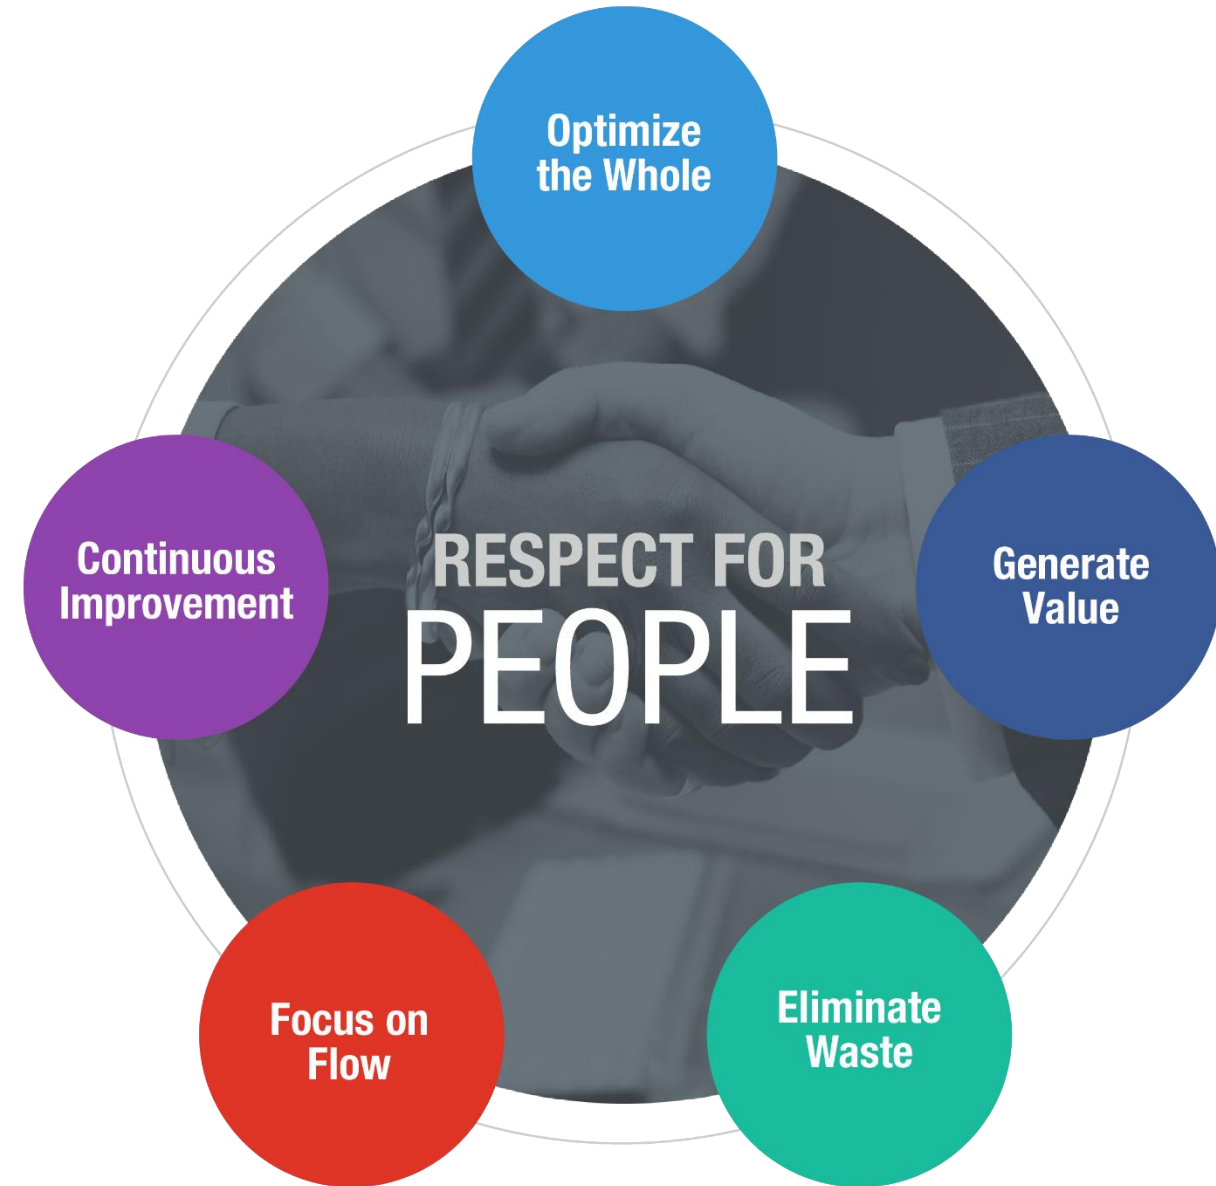 Optimize
the Whole
Continuous
Improvement
RESPECT FOR
PEOPLE
Generate
Value
Focus on
Flow
Eliminate
Waste